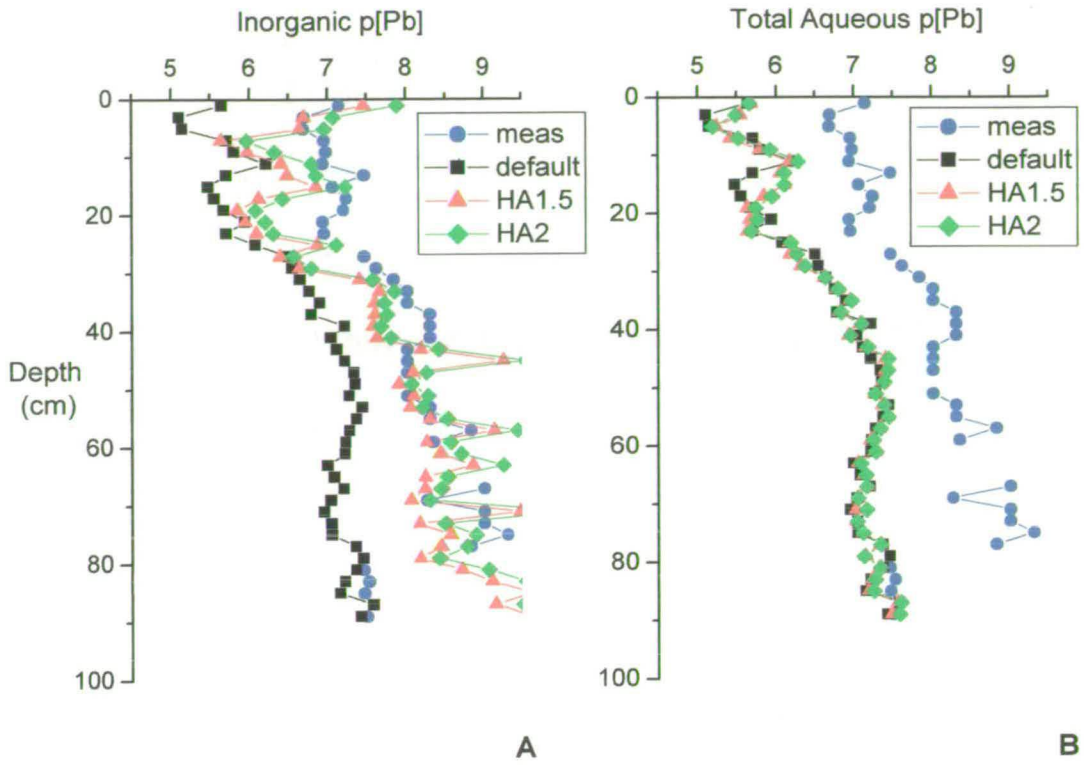 Inorganic p[Pb]
5 6 7 8 9
0
20
40
60
80
100
Depth
(cm)
meas
default
HA1.5
HA2
A
Total Aqueous p[Pb]
5 6 7 8 9
0
20
40
60
80
100
meas
default
HA1.5
HA2
B